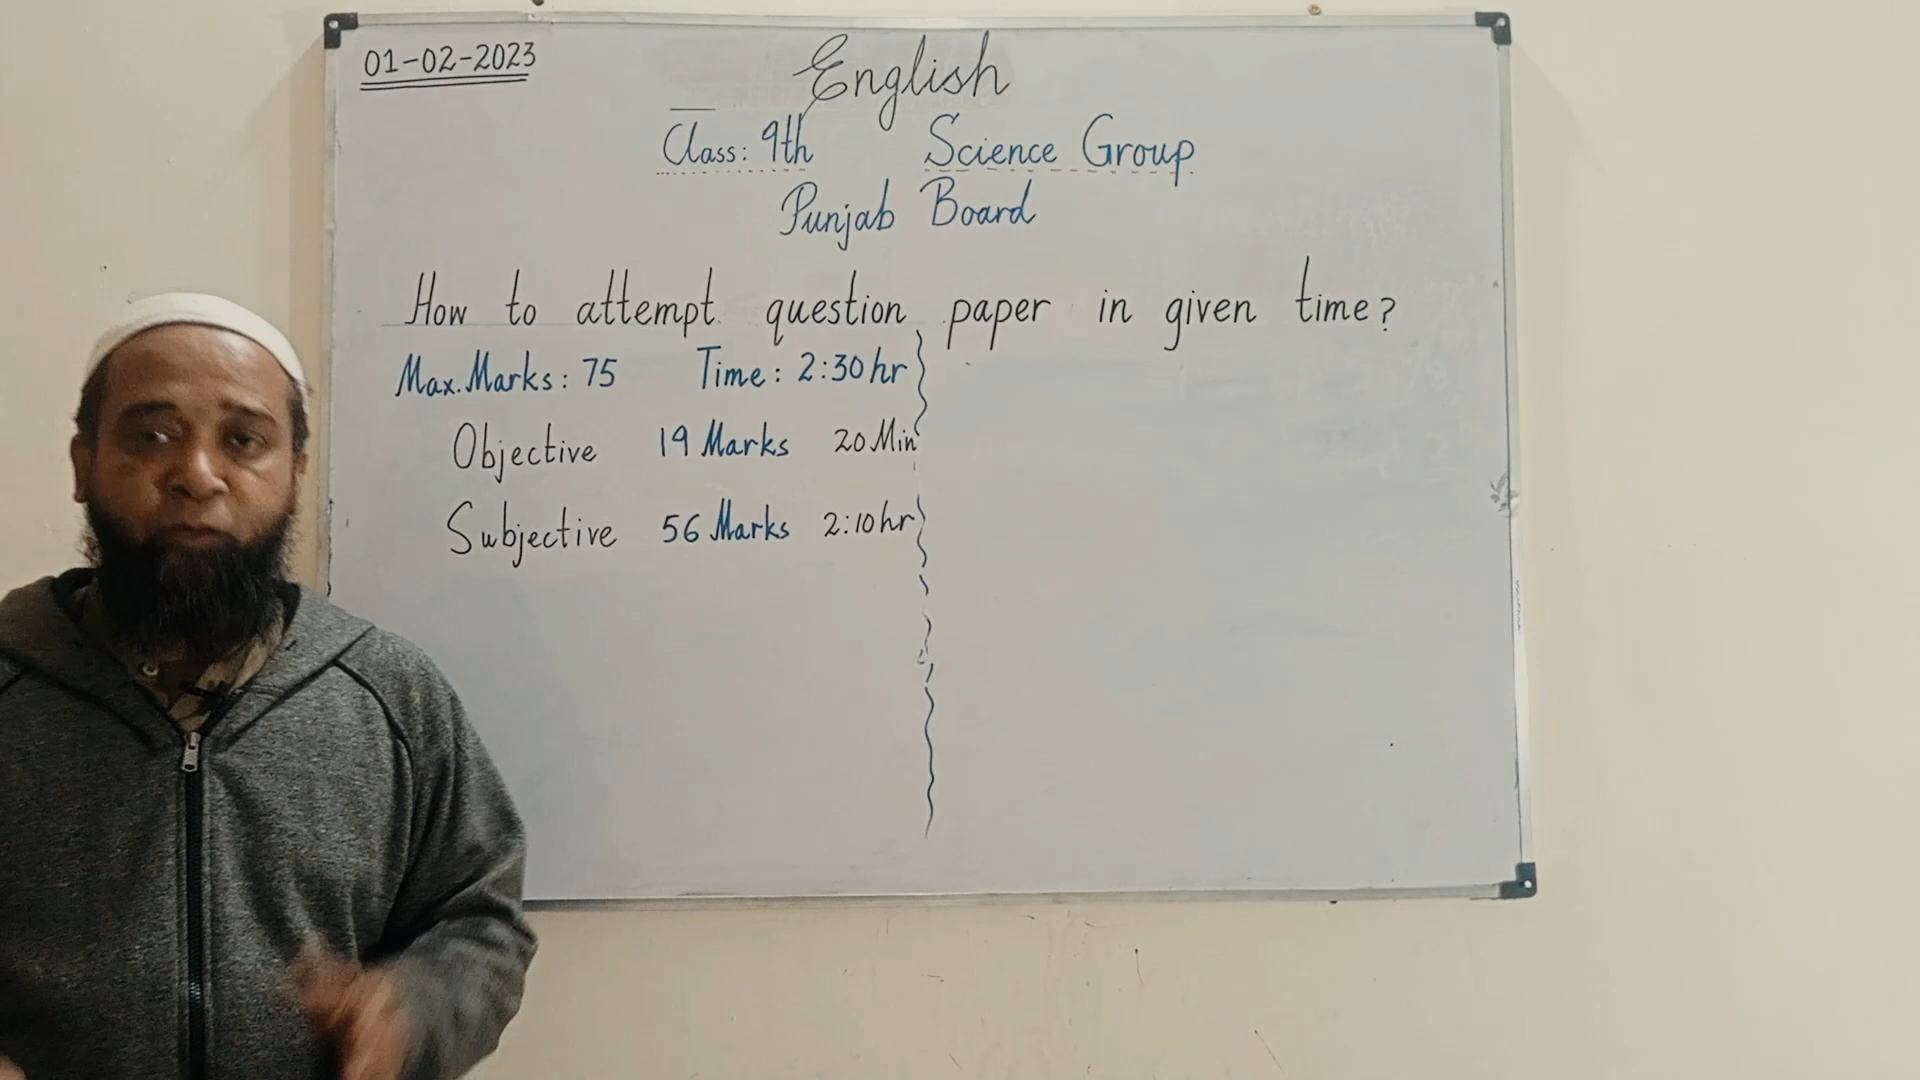 01-02-2023
English
Class: 9th Science Group
Punjab Board
How to attempt question paper in given time?
Max. Marks: 75 Time: 2:30 hr
Objective 19 Marks 20 Min
Subjective 56 Marks 2:10 hr